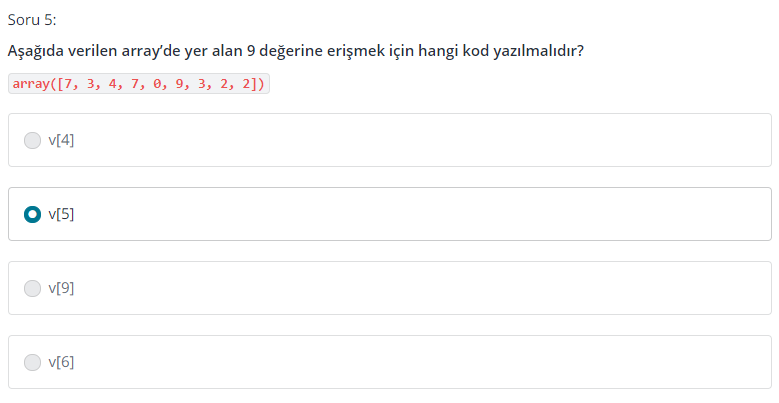 Soru 5:
Aşağıda verilen array'de yer alan 9 değerine erişmek için hangi kod yazılmalıdır?
array([7, 3, 4, 7, 0, 9, 3, 2, 2])
v[4]
v[5]
v[9]
v[6]